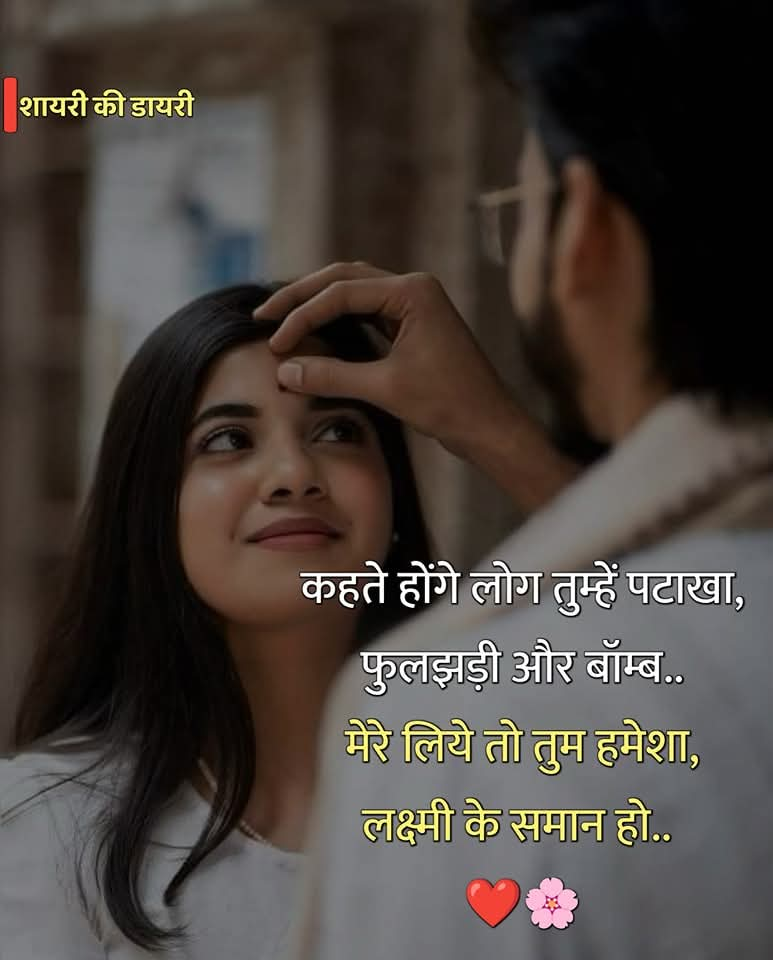 शायरी की डायरी
कहते होंगे लोग तुम्हें पटाखा,
फुलझड़ी और बॉम्ब..
मेरे लिये तो तुम हमेशा,
लक्ष्मी के समान हो..
❤️🌸